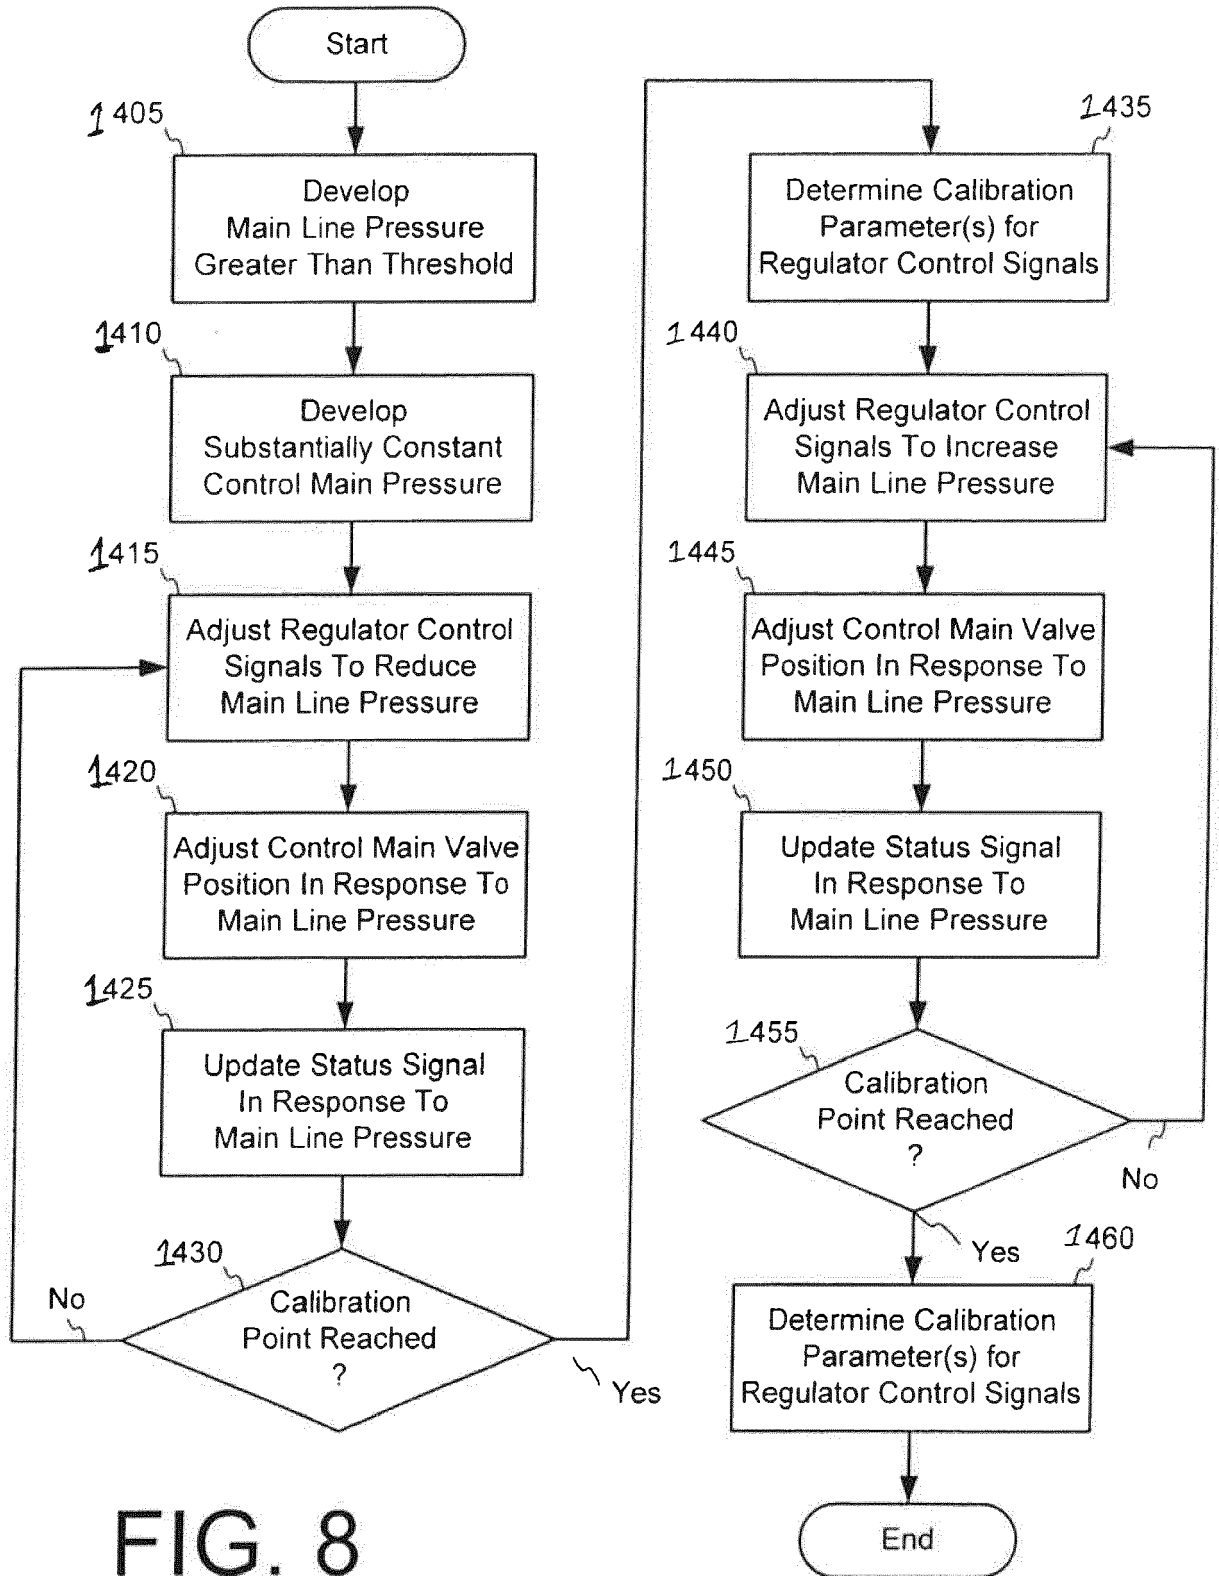 Start
1405
Develop
Main Line Pressure
Greater Than Threshold
1410
Develop
Substantially Constant
Control Main Pressure
1415
Adjust Regulator Control
Signals To Reduce
Main Line Pressure
1420
Adjust Control Main Valve
Position In Response To
Main Line Pressure
1425
Update Status Signal
In Response To
Main Line Pressure
1430
Calibration
Point Reached
?
No
Yes
1435
Determine Calibration
Parameter(s) for
Regulator Control Signals
1440
Adjust Regulator Control
Signals To Increase
Main Line Pressure
1445
Adjust Control Main Valve
Position In Response To
Main Line Pressure
1450
Update Status Signal
In Response To
Main Line Pressure
1455
Calibration
Point Reached
?
No
Yes
1460
Determine Calibration
Parameter(s) for
Regulator Control Signals
End
FIG. 8